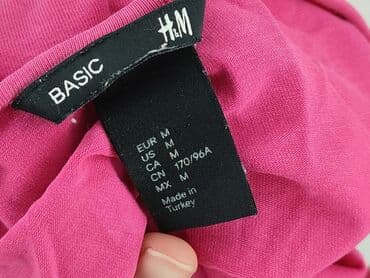 BASIC H&M
EUR M
US M
CA M
CN 170/96A
MX M
Made in
Turkey